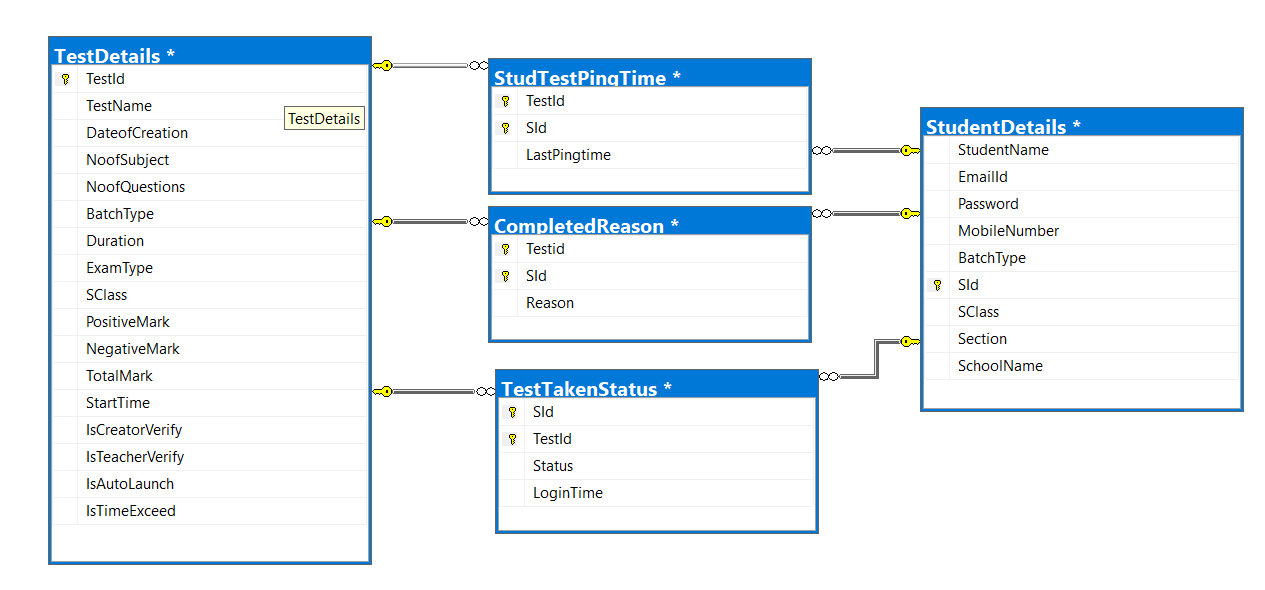 TestDetails *
TestId
TestName
TestDetails
DateofCreation
NoofSubject
NoofQuestions
BatchType
Duration
ExamType
SClass
PositiveMark
NegativeMark
TotalMark
StartTime
IsCreatorVerify
IsTeacherVerify
IsAutoLaunch
IsTimeExceed
StudTestPingTime *
TestId
SId
LastPingtime
CompletedReason *
Testid
SId
Reason
TestTakenStatus *
SId
TestId
Status
LoginTime
StudentDetails *
StudentName
EmailId
Password
MobileNumber
BatchType
SId
SClass
Section
SchoolName